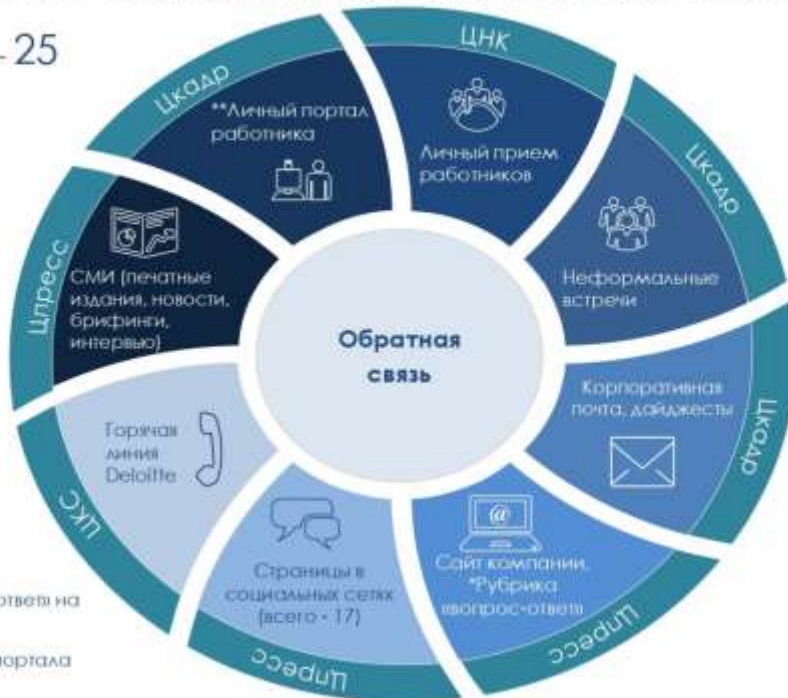 - 25
ЦНК
Личный прием
работников
Цкадр
Неформальные
встречи
Цкадр
Корпоративная
почта, дайджесты
Цпресс
@
Сайт компании.
*Рубрика
«вопрос-ответ»
Цпресс
Страницы в
социальных сетях
(всего - 17)
ЦКС
Горячая
линия
Deloitte
Цпресс
СМИ (печатные
издания, новости,
брифинги,
интервью)
Цкадр
**Личный портал
работника
Обратная
связь
ответ» на
портала